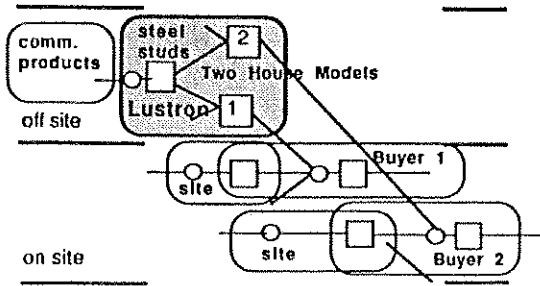 comm.
products
steel
studs
2
Two House Models
Lustron
1
off site
Buyer 1
site
site
on site
Buyer 2